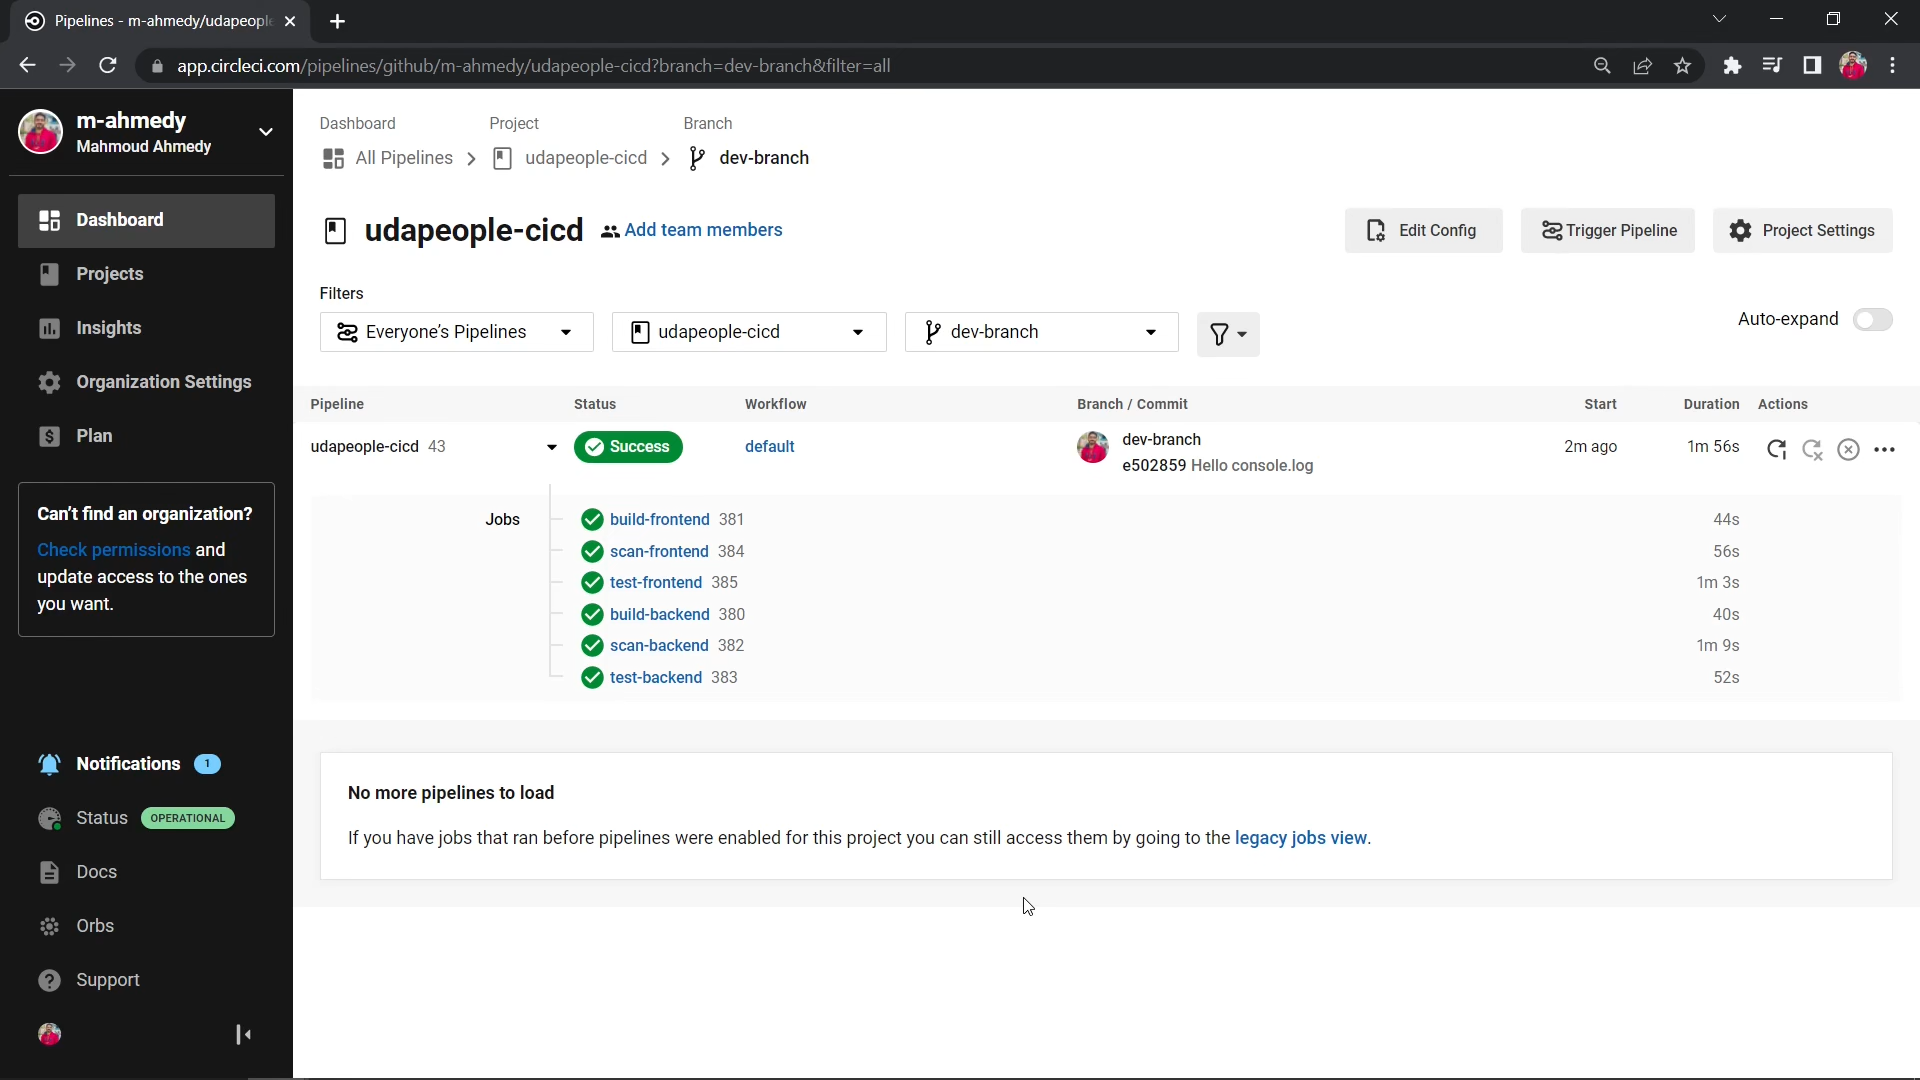 Pipelines - m-ahmedy/udapeople
app.circleci.com/pipelines/github/m-ahmedy/udapeople-cicd?branch=dev-branch&filter=all
m-ahmedy
Mahmoud Ahmedy
Dashboard
Projects
Insights
Organization Settings
Plan
Can't find an organization?
Check permissions and
update access to the ones
you want.
Notifications 1
Status OPERATIONAL
Docs
Orbs
Support
Dashboard Project Branch
All Pipelines udapeople-cicd dev-branch
udapeople-cicd Add team members Edit Config Trigger Pipeline Project Settings
Filters
Everyone's Pipelines udapeople-cicd dev-branch Auto-expand
Pipeline Status Workflow Branch / Commit Start Duration Actions
udapeople-cicd 43 Success default dev-branch 2m ago 1m 56s
e502859 Hello console.log
Jobs build-frontend 381 44s
scan-frontend 384 56s
test-frontend 385 1m 3s
build-backend 380 40s
scan-backend 382 1m 9s
test-backend 383 52s
No more pipelines to load
If you have jobs that ran before pipelines were enabled for this project you can still access them by going to the legacy jobs view.